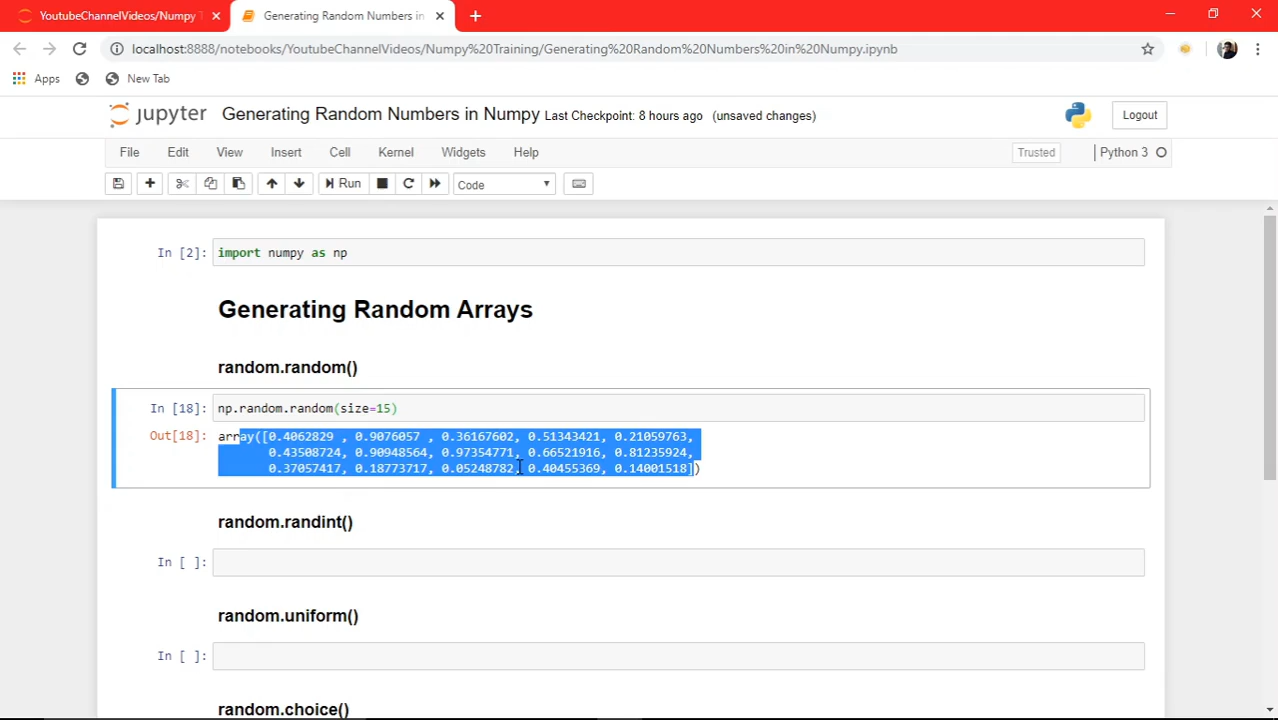 YoutubeChannelVideos/Numpy T
Generating Random Numbers in
localhost:8888/notebooks/YoutubeChannelVideos/Numpy%20Training/Generating%20Random%20Numbers%20in%20Numpy.ipynb
Apps New Tab
jupyter Generating Random Numbers in Numpy Last Checkpoint: 8 hours ago (unsaved changes) Logout
File Edit View Insert Cell Kernel Widgets Help Trusted Python 3
Run Code
In [2]: import numpy as np
Generating Random Arrays
random.random()
In [18]: np.random.random(size=15)
Out[18]: array([0.4062829 , 0.9076057 , 0.36167602, 0.51343421, 0.21059763,
0.43508724, 0.90948564, 0.97354771, 0.66521916, 0.81235924,
0.37057417, 0.18773717, 0.05248782, 0.40455369, 0.14001518])
random.randint()
In [ ]:
random.uniform()
In [ ]:
random.choice()